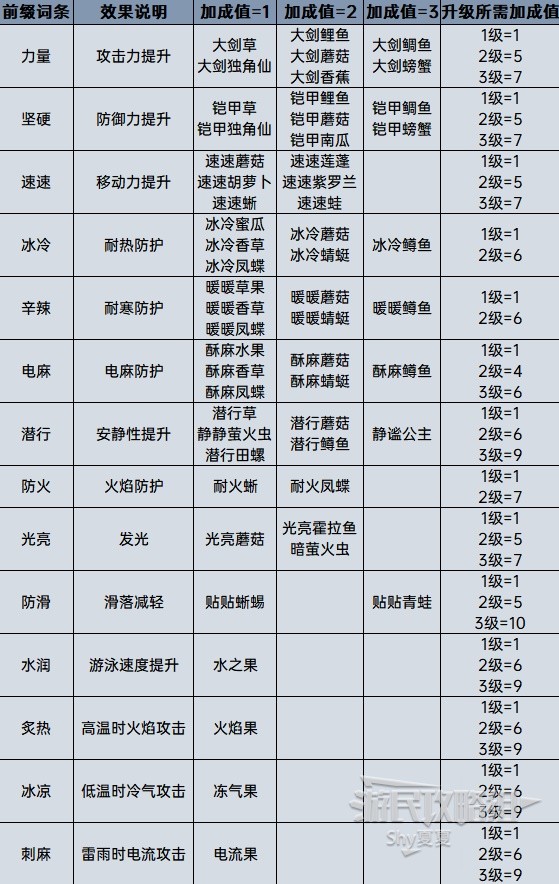 前缀词条 效果说明 加成值=1 加成值=2 加成值=3 升级所需加成值
力量 攻击力提升 大剑草 大剑独角仙 大剑鲤鱼 大剑蘑菇 大剑香蕉 大剑鲷鱼 大剑螃蟹 1级=1 2级=5 3级=7
坚硬 防御力提升 铠甲草 铠甲独角仙 铠甲鲤鱼 铠甲蘑菇 铠甲南瓜 铠甲鲷鱼 铠甲螃蟹 1级=1 2级=5 3级=7
速速 移动力提升 速速蘑菇 速速胡萝卜 速速蜥 速速莲蓬 速速紫罗兰 速速蛙 1级=1 2级=5 3级=7
冰冷 耐热防护 冰冷蜜瓜 冰冷香草 冰冷凤蝶 冰冷蘑菇 冰冷蜻蜓 冰冷鳟鱼 1级=1 2级=6
辛辣 耐寒防护 暖暖草果 暖暖香草 暖暖凤蝶 暖暖蘑菇 暖暖蜻蜓 暖暖鳟鱼 1级=1 2级=6
电麻 电麻防护 酥麻水果 酥麻香草 酥麻凤蝶 酥麻蘑菇 酥麻蜻蜓 酥麻鳟鱼 1级=1 2级=4 3级=6
潜行 安静性提升 潜行草 静静萤火虫 潜行田螺 潜行蘑菇 潜行鳟鱼 静谧公主 1级=1 2级=6 3级=9
防火 火焰防护 耐火蜥 耐火凤蝶 1级=1 2级=7
光亮 发光 光亮蘑菇 光亮霍拉鱼 暗萤火虫 1级=1 2级=5 3级=7
防滑 滑落减轻 贴贴蜥蜴 贴贴青蛙 1级=1 2级=5 3级=10
水润 游泳速度提升 水之果 1级=1 2级=6 3级=9
炙热 高温时火焰攻击 火焰果 1级=1 2级=6 3级=9
冰凉 低温时冷气攻击 冻气果 1级=1 2级=6 3级=9
刺麻 雷雨时电流攻击 电流果 1级=1 2级=6 3级=9
游民攻略组
Shy夏夏